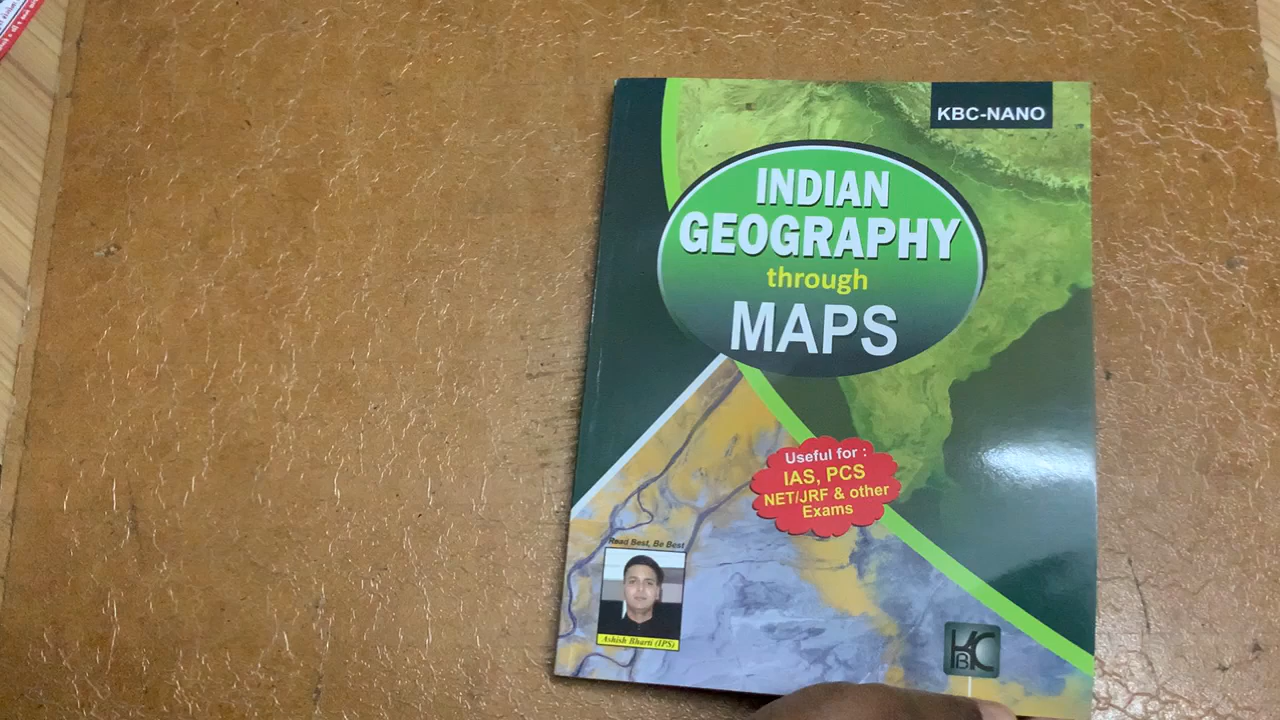 KBC-NANO
INDIAN
GEOGRAPHY
through
MAPS
Useful for :
IAS, PCS
NET/JRF & other
Exams
Read Best, Be Best
Ashish Bharti (IPS)
KBC